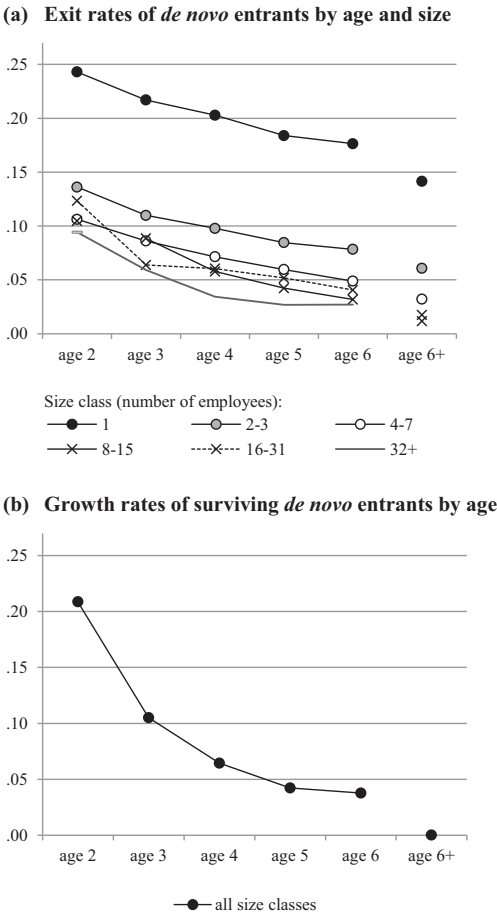 (a) Exit rates of de novo entrants by age and size
.25
.20
.15
.10
.05
.00
age 2 age 3 age 4 age 5 age 6 age 6+
Size class (number of employees):
1 2-3 4-7
8-15 16-31 32+
(b) Growth rates of surviving de novo entrants by age
.25
.20
.15
.10
.05
.00
age 2 age 3 age 4 age 5 age 6 age 6+
all size classes